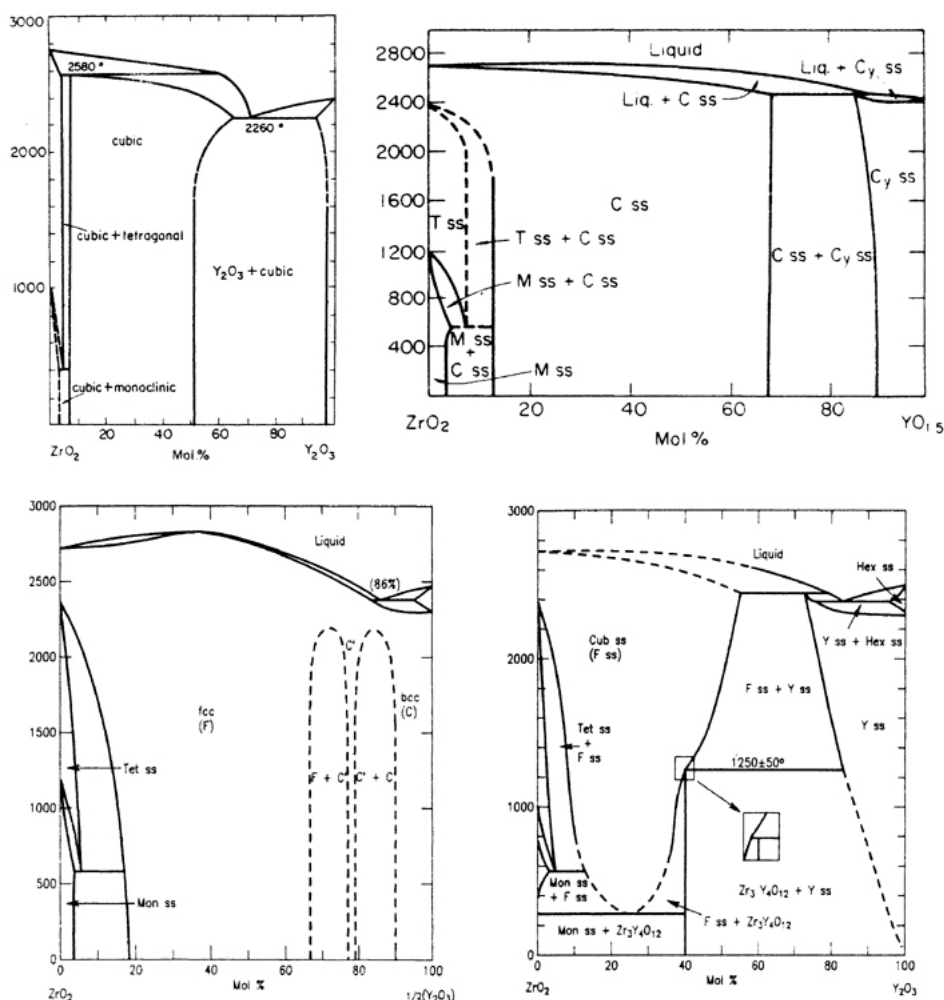 3000
2580 °
2260 °
cubic
2000
cubic+tetragonal
Y₂O₃+cubic
1000
cubic+monoclinic
0 20 40 60 80
ZrO₂ Mol.% Y₂O₃
2800
Liquid
Liq. + Cy ss
Liq. + C ss
2400
2000
1600
C ss
Cy ss
T ss
T ss + C ss
1200
C ss + Cy ss
M ss + C ss
800
M ss
+
C ss
400
M ss
0 20 40 60 80
ZrO₂ Mol % YO1.5
3000
Liquid
2500
(86%)
2000
C'
fcc
(F)
bcc
(C)
1500
Tet ss
F + C'
C' + C
1000
500
Mon ss
0
0 20 40 60 80 100
ZrO₂ Mol % 1/2(Y₂O₃)
3000
Liquid
Hex ss
Y ss + Hex ss
Cub ss
(F ss)
2000
F ss + Y ss
Tet ss
+
F ss
Y ss
1250±50°
1000
Mon ss
+ F ss
Zr₃Y₄O₁₂ + Y ss
F ss + Zr₃Y₄O₁₂
Mon ss + Zr₃Y₄O₁₂
0
0 20 40 60 80 100
ZrO₂ Mol % Y₂O₃